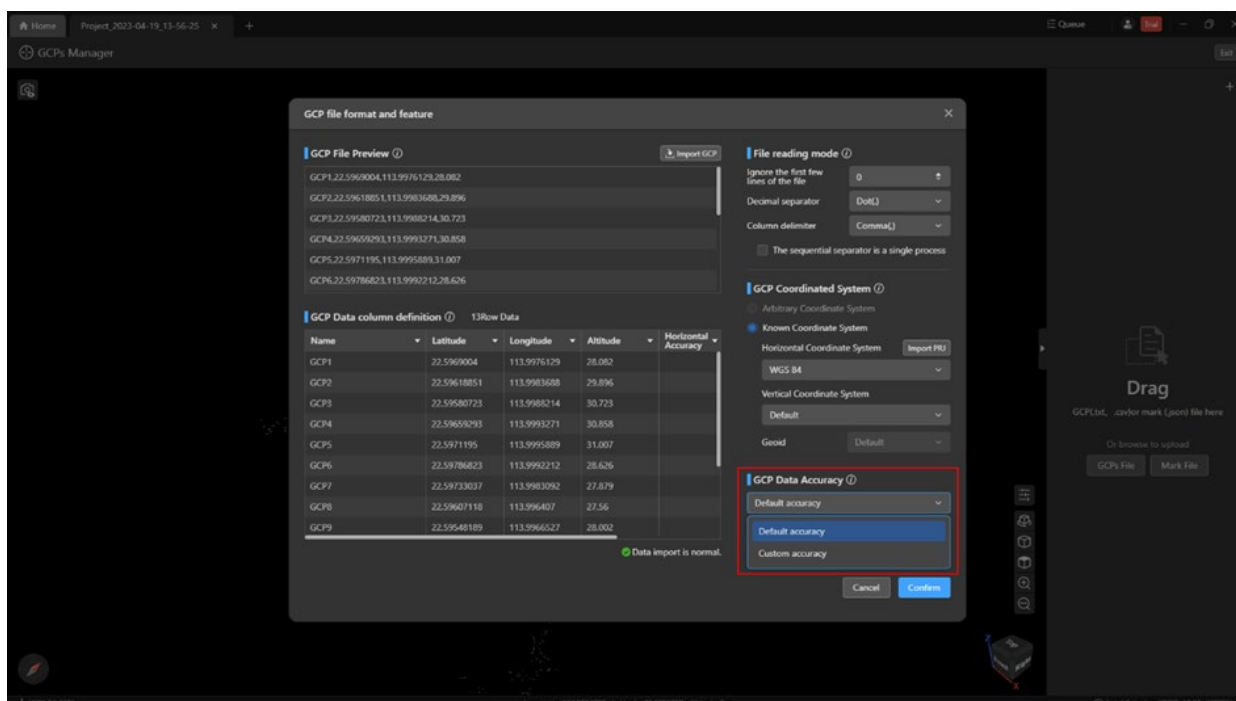 Home Project_2023-04-19_13-56-25
Queue
GCPs Manager
Exit
GCP file format and feature
GCP File Preview
Import GCP
GCP1,22.5969004,113.9976129,28.082
GCP2,22.59618851,113.9983688,29.896
GCP3,22.59580723,113.9988214,30.723
GCP4,22.59659293,113.9993271,30.858
GCP5,22.5971195,113.9995889,31.007
GCP6,22.59786823,113.9992212,28.626
GCP Data column definition 13Row Data
Name Latitude Longitude Altitude Horizontal
Accuracy
GCP1 22.5969004 113.9976129 28.082
GCP2 22.59618851 113.9983688 29.896
GCP3 22.59580723 113.9988214 30.723
GCP4 22.59659293 113.9993271 30.858
GCP5 22.5971195 113.9995889 31.007
GCP6 22.59786823 113.9992212 28.626
GCP7 22.59733037 113.9983092 27.879
GCP8 22.59607118 113.996407 27.56
GCP9 22.59548189 113.9966527 28.002
Data import is normal.
File reading mode
Ignore the first few
lines of the file
0
Decimal separator Dot(.)
Column delimiter Comma(,)
The sequential separator is a single process
GCP Coordinated System
Arbitrary Coordinate System
Known Coordinate System
Horizontal Coordinate System Import PRJ
WGS 84
Vertical Coordinate System
Default
Geoid Default
GCP Data Accuracy
Default accuracy
Default accuracy
Custom accuracy
Cancel Confirm
Drag
GCP(.txt, .csv)or mark (.json) file here
Or browse to upload
GCPs File Mark File